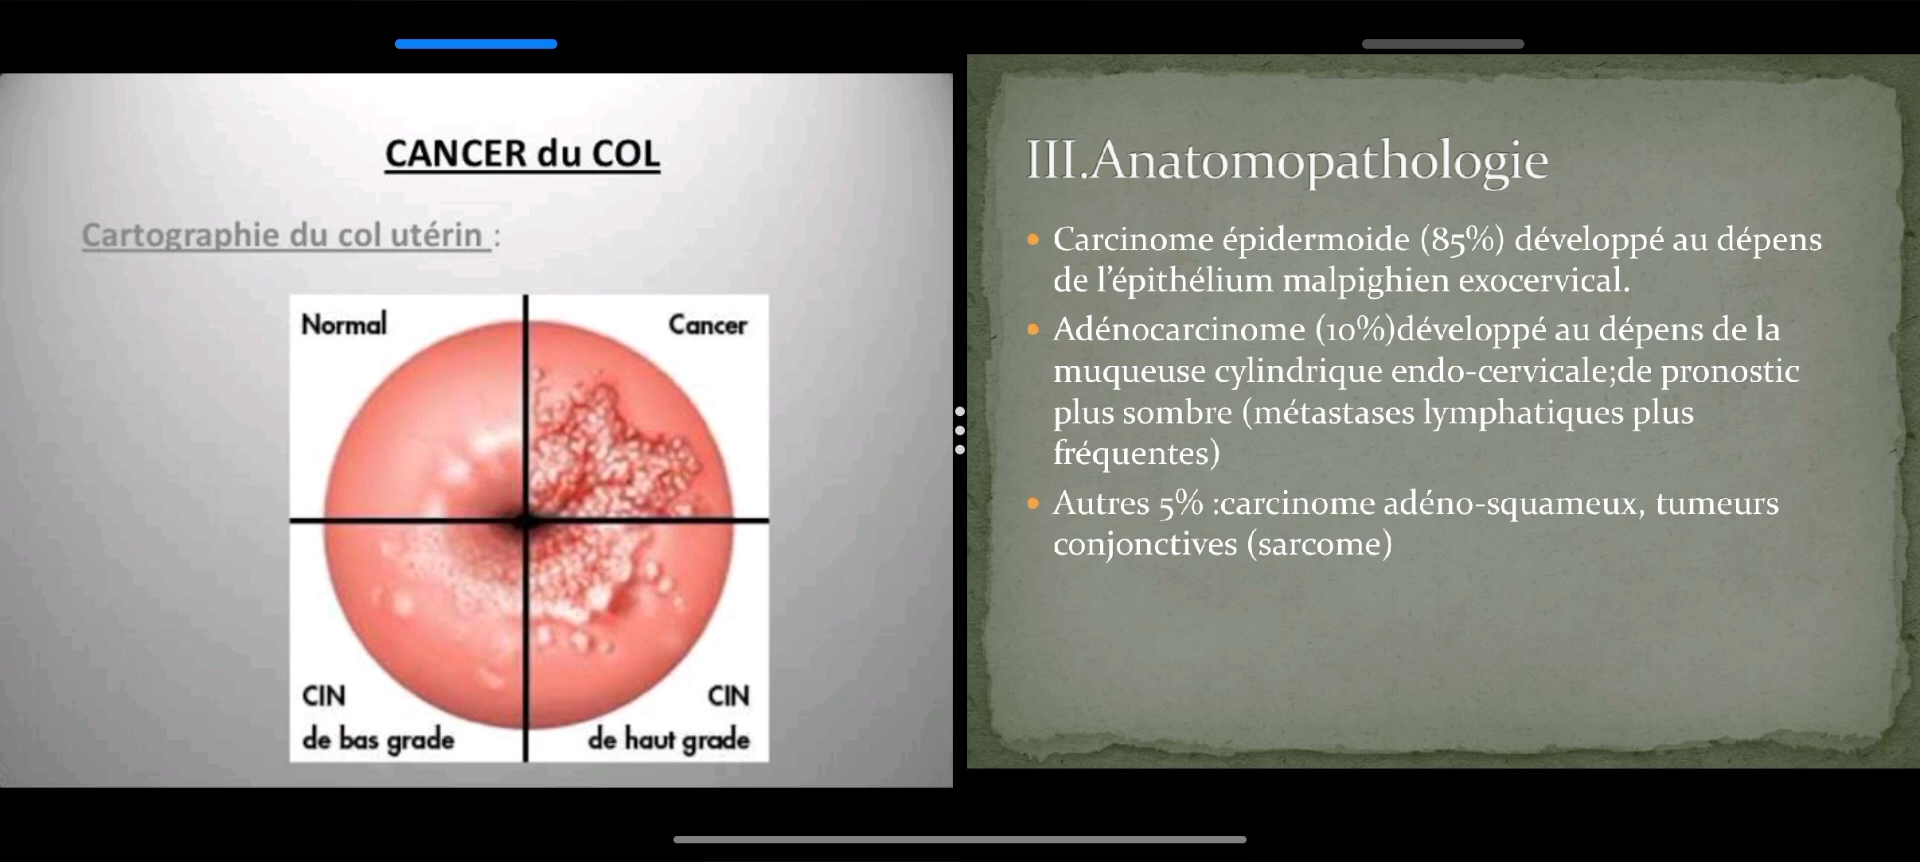 CANCER du COL
Cartographie du col utérin :
Normal
Cancer
CIN
de bas grade
CIN
de haut grade
III.Anatomopathologie
• Carcinome épidermoide (85%) développé au dépens
de l'épithélium malpighien exocervical.
• Adénocarcinome (10%)développé au dépens de la
muqueuse cylindrique endo-cervicale;de pronostic
plus sombre (métastases lymphatiques plus
fréquentes)
• Autres 5% :carcinome adéno-squameux, tumeurs
conjonctives (sarcome)